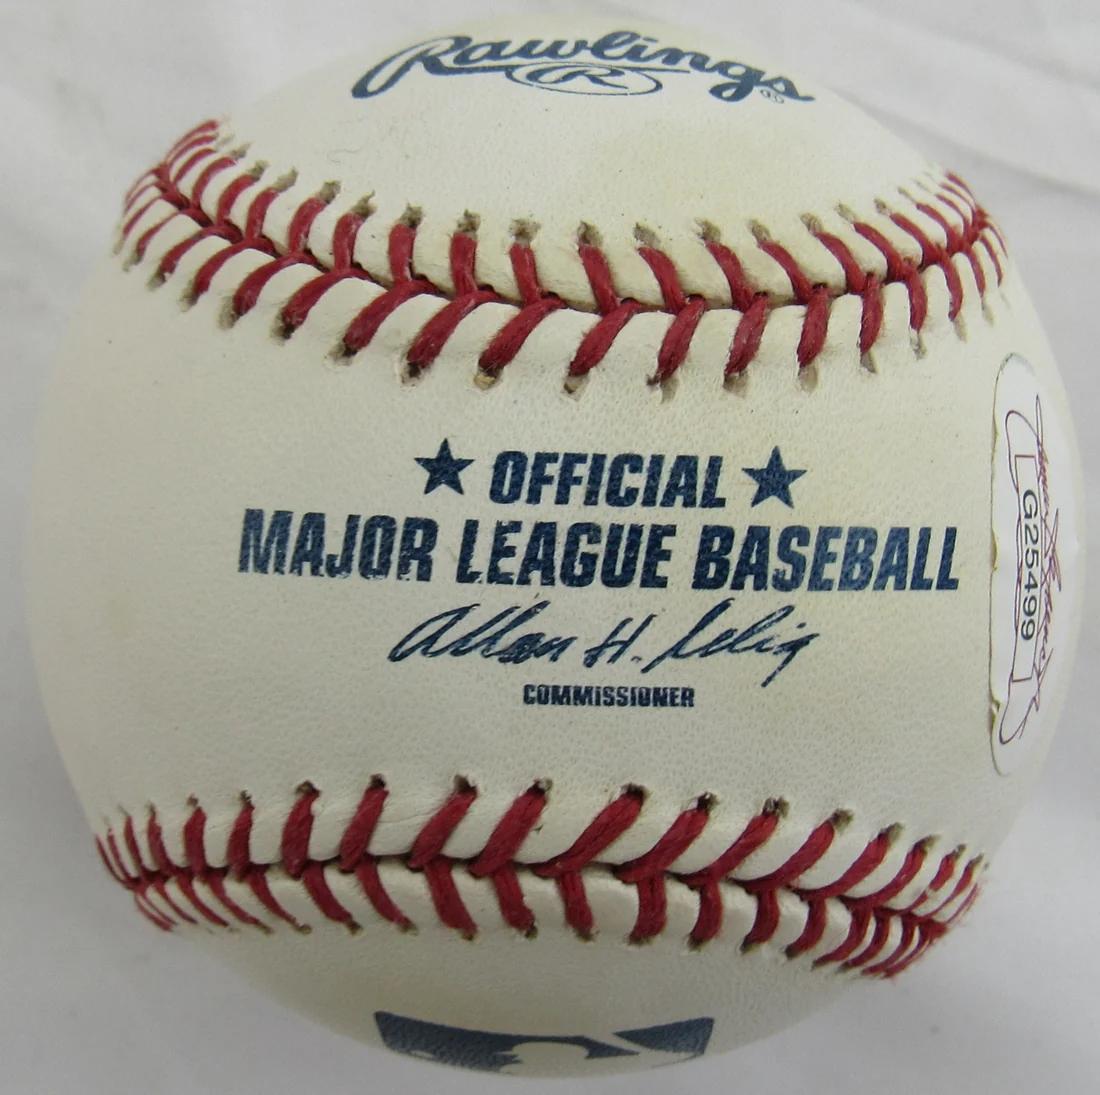 Rawlings
R
®
★ OFFICIAL ★
MAJOR LEAGUE BASEBALL
Allan H. Selig
COMMISSIONER
G25499